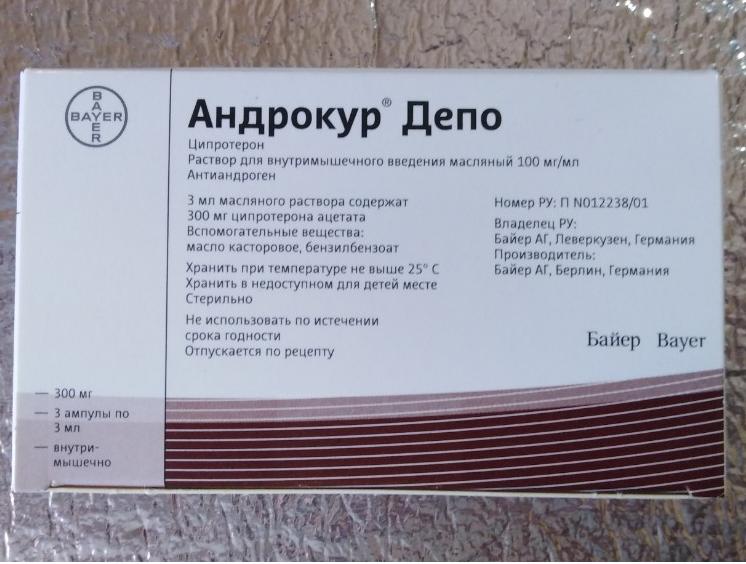 BAYER
BAYER
Андрокур® Депо
Ципротерон
Раствор для внутримышечного введения масляный 100 мг/мл
Антиандроген
3 мл масляного раствора содержат
300 мг ципротерона ацетата
Вспомогательные вещества:
масло касторовое, бензилбензоат
Хранить при температуре не выше 25° С
Хранить в недоступном для детей месте
Стерильно
Не использовать по истечении
срока годности
Отпускается по рецепту
Номер РУ: П N012238/01
Владелец РУ:
Байер АГ, Леверкузен, Германия
Производитель:
Байер АГ, Берлин, Германия
Байер Bayer
— 300 мг
— 3 ампулы по
3 мл
— внутри-
мышечно